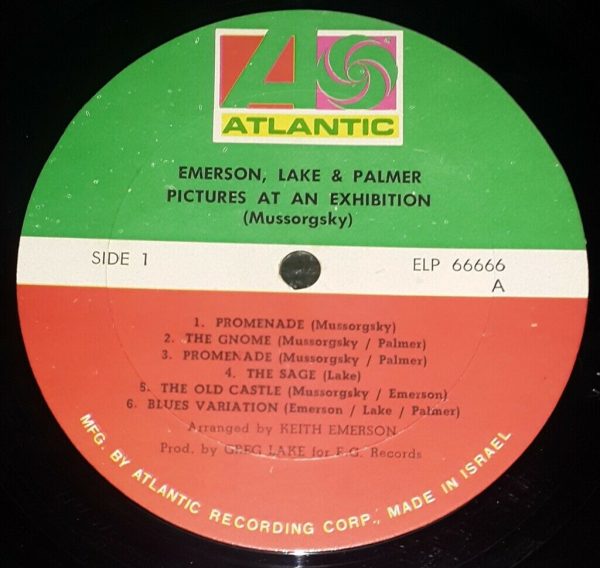 ATLANTIC
EMERSON, LAKE & PALMER
PICTURES AT AN EXHIBITION
(Mussorgsky)
SIDE 1
ELP 66666
A
1. PROMENADE (Mussorgsky)
2. THE GNOME (Mussorgsky / Palmer)
3. PROMENADE (Mussorgsky / Palmer)
4. THE SAGE (Lake)
5. THE OLD CASTLE (Mussorgsky / Emerson)
6. BLUES VARIATION (Emerson / Lake / Palmer)
Arranged by KEITH EMERSON
Prod. by GREG LAKE for E.G. Records
MFG. BY ATLANTIC RECORDING CORP., MADE IN ISRAEL